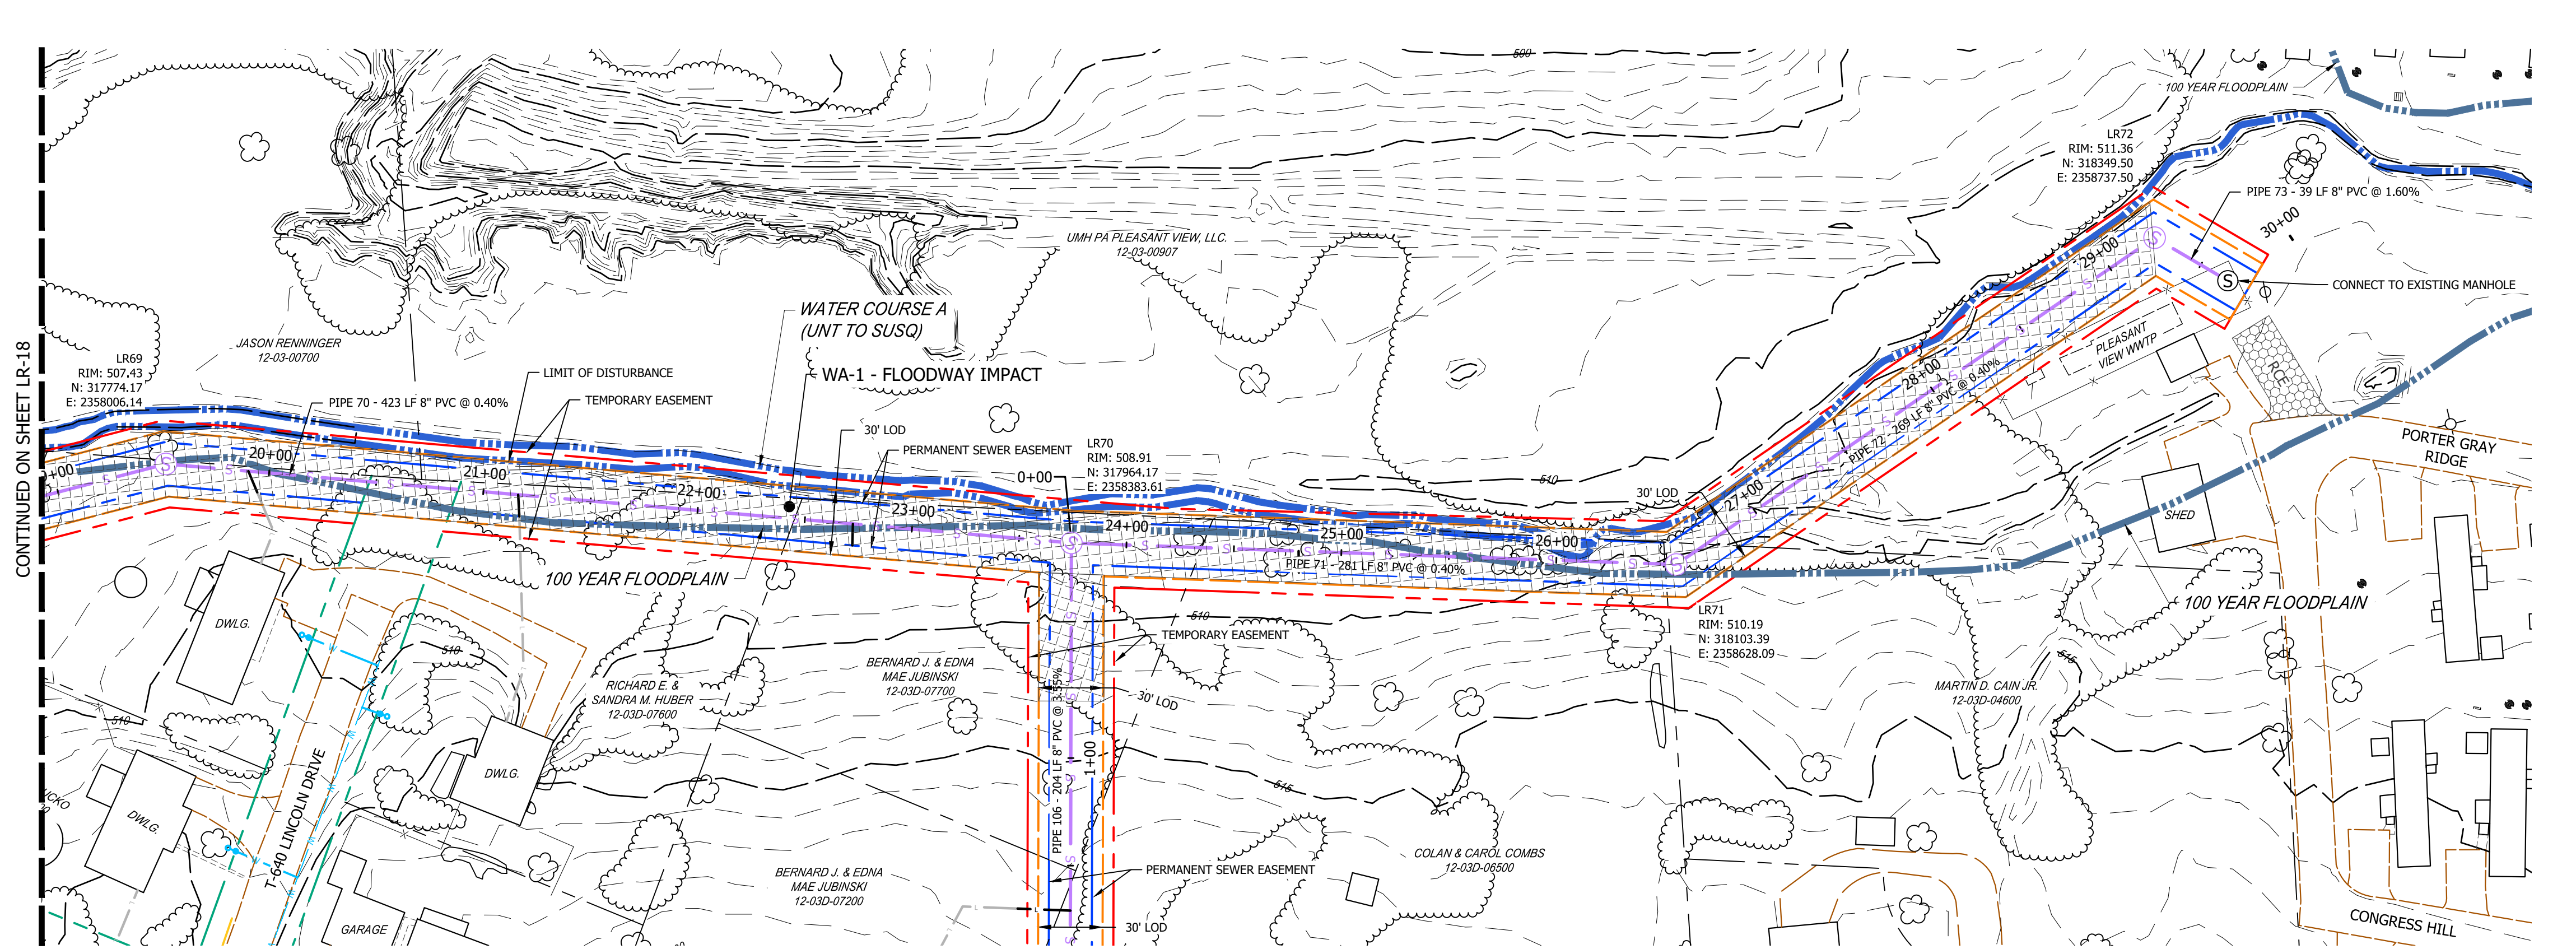 CONTINUED ON SHEET LR-18
500
100 YEAR FLOODPLAIN
LR72
RIM: 511.36
N: 318349.50
E: 2358737.50
PIPE 73 - 39 LF 8" PVC @ 1.60%
30+00
29+00
CONNECT TO EXISTING MANHOLE
UMH PA PLEASANT VIEW, LLC.
12-03-00907
WATER COURSE A
(UNT TO SUSQ)
WA-1 - FLOODWAY IMPACT
JASON RENNINGER
12-03-00700
LR69
RIM: 507.43
N: 317774.17
E: 2358006.14
PIPE 70 - 423 LF 8" PVC @ 0.40%
LIMIT OF DISTURBANCE
TEMPORARY EASEMENT
30' LOD
PERMANENT SEWER EASEMENT
LR70
RIM: 508.91
N: 317964.17
E: 2358383.61
0+00
PLEASANT
VIEW WWTP
RCE
28+00
PIPE 72 - 269 LF 8" PVC @ 0.40%
27+00
30' LOD
510
PORTER GRAY
RIDGE
SHED
20+00
21+00
22+00
23+00
24+00
25+00
26+00
PIPE 71 - 281 LF 8" PVC @ 0.40%
100 YEAR FLOODPLAIN
100 YEAR FLOODPLAIN
LR71
RIM: 510.19
N: 318103.39
E: 2358628.09
510
TEMPORARY EASEMENT
DWLG.
510
510
RICHARD E. &
SANDRA M. HUBER
12-03D-07600
BERNARD J. & EDNA
MAE JUBINSKI
12-03D-07700
30' LOD
PIPE 106 - 204 LF 8" PVC @ 3.55%
1+00
515
515
MARTIN D. CAIN JR.
12-03D-04600
DWLG.
DWLG.
T-640 LINCOLN DRIVE
GARAGE
BERNARD J. & EDNA
MAE JUBINSKI
12-03D-07200
PERMANENT SEWER EASEMENT
30' LOD
COLAN & CAROL COMBS
12-03D-06500
CONGRESS HILL